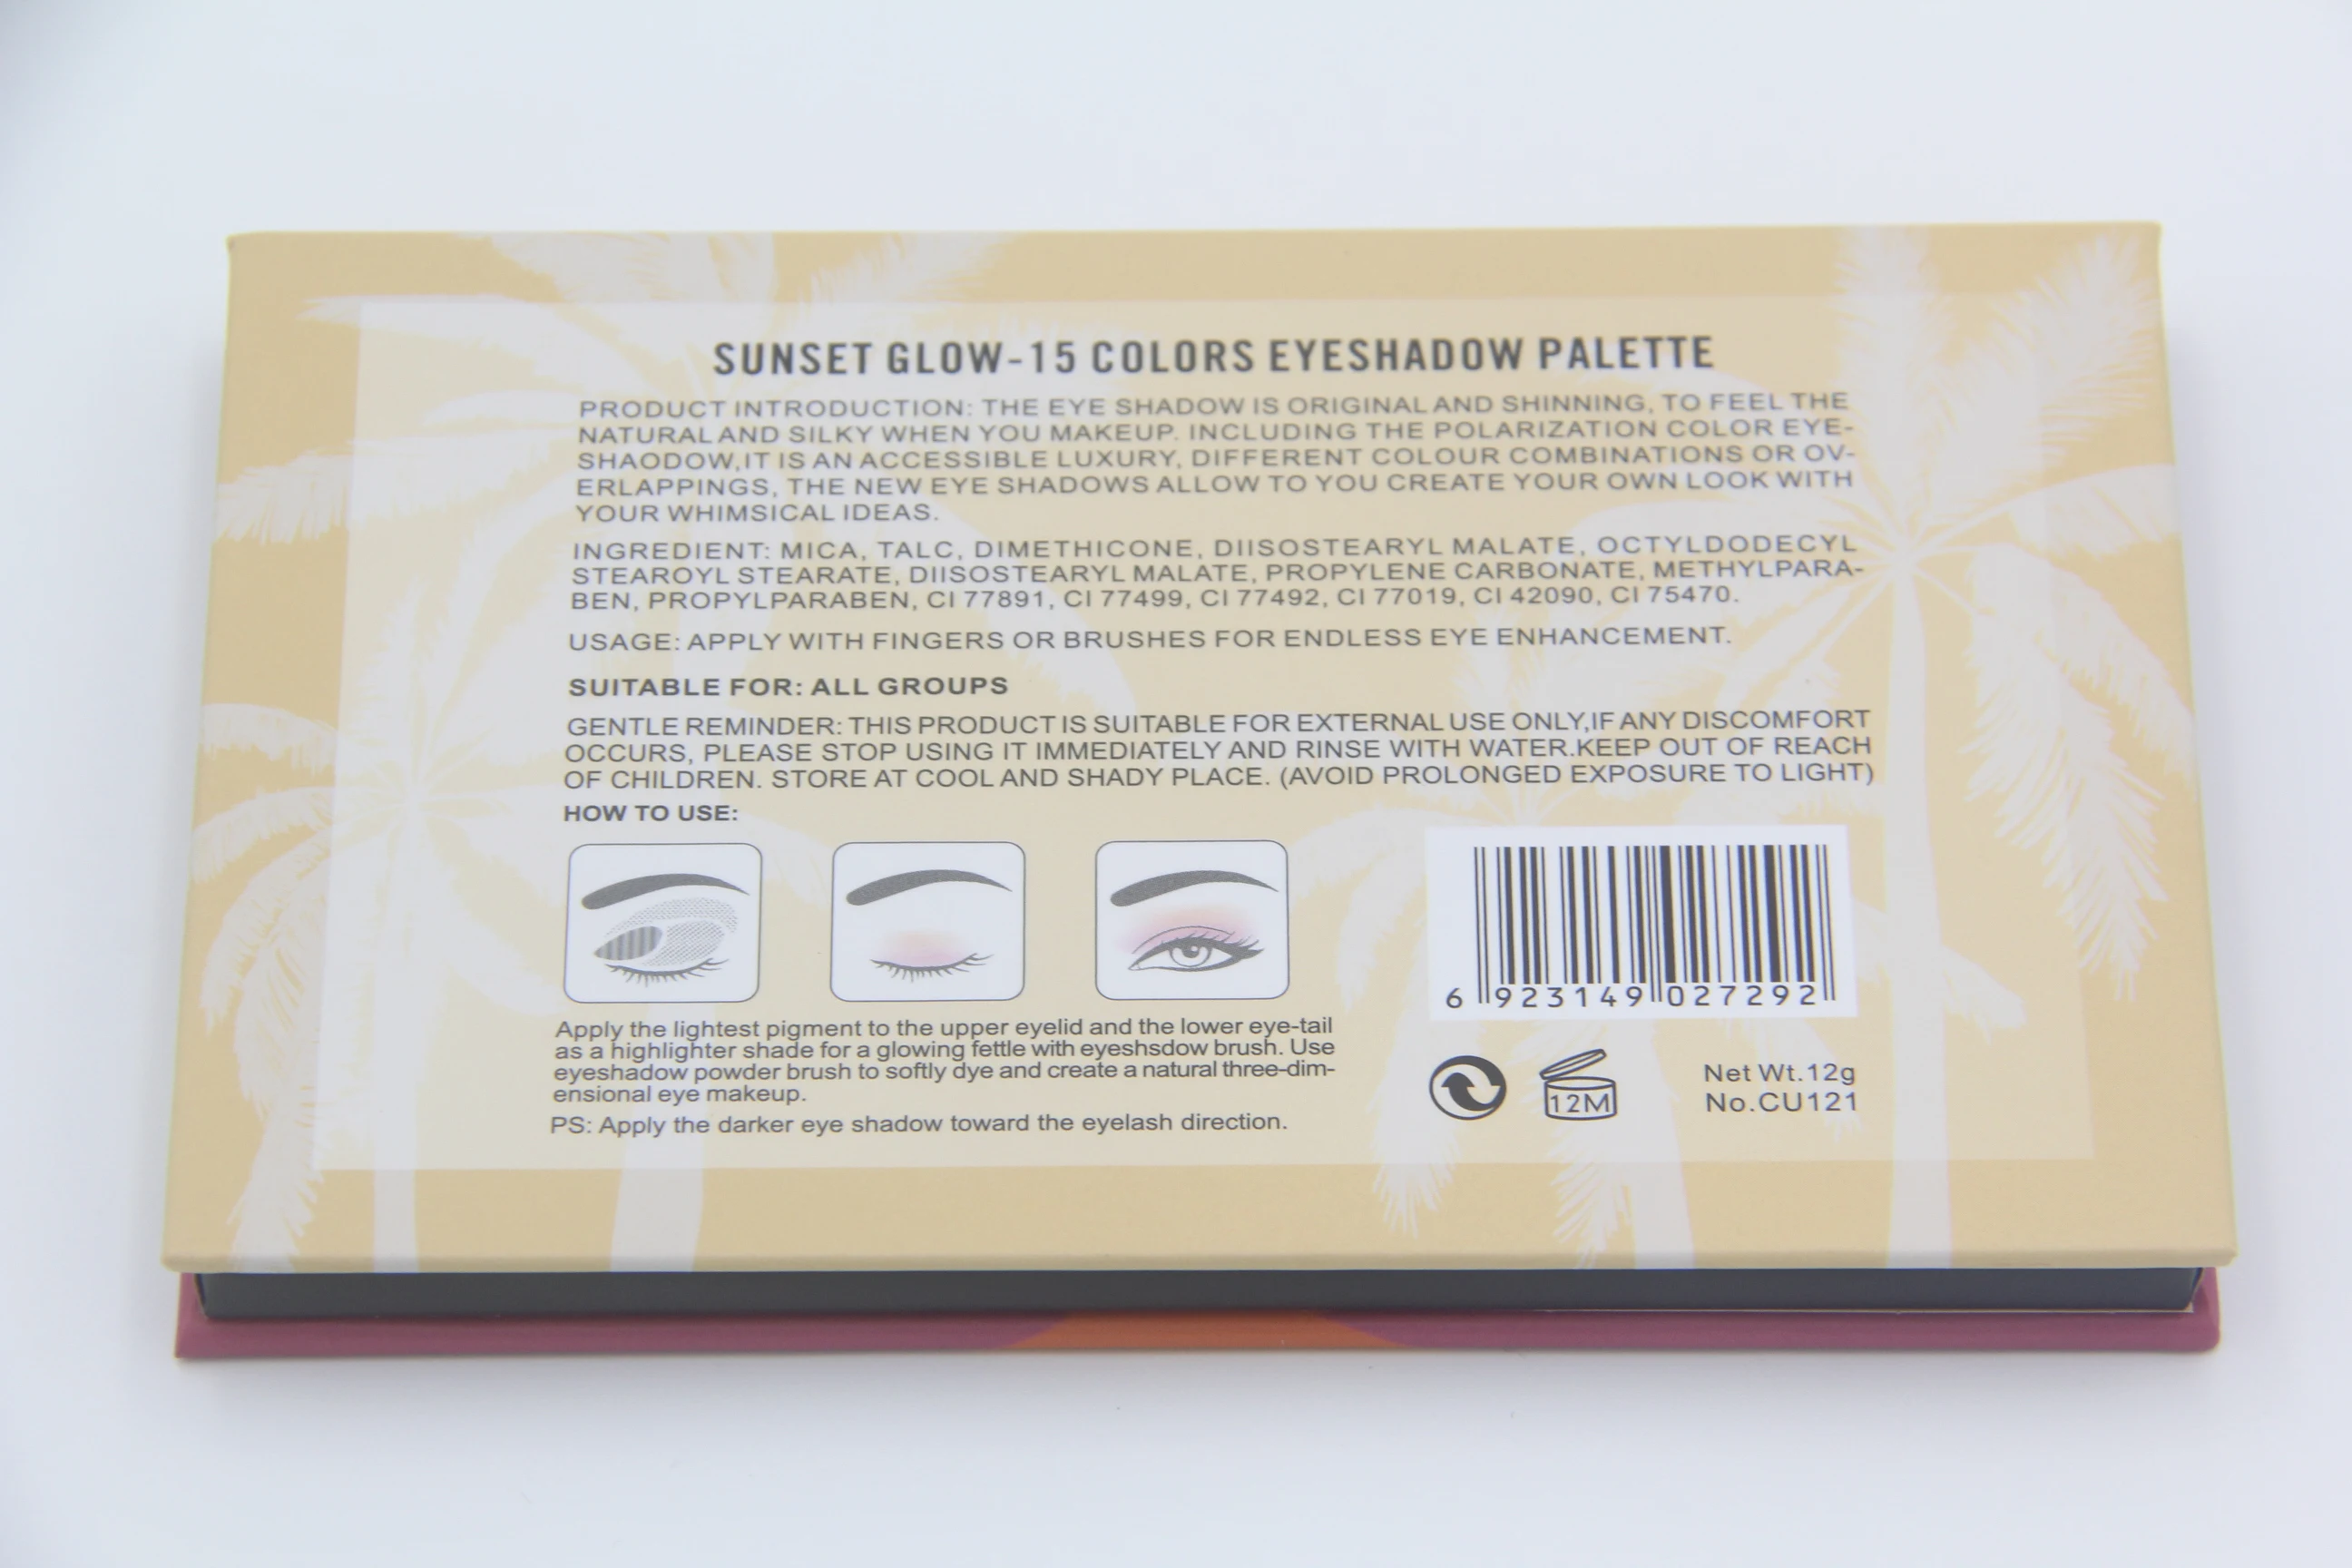 SUNSET GLOW-15 COLORS EYESHADOW PALETTE
PRODUCT INTRODUCTION: THE EYE SHADOW IS ORIGINAL AND SHINNING, TO FEEL THE
NATURAL AND SILKY WHEN YOU MAKEUP. INCLUDING THE POLARIZATION COLOR EYE-
SHAODOW,IT IS AN ACCESSIBLE LUXURY, DIFFERENT COLOUR COMBINATIONS OR OV-
ERLAPPINGS, THE NEW EYE SHADOWS ALLOW TO YOU CREATE YOUR OWN LOOK WITH
YOUR WHIMSICAL IDEAS.
INGREDIENT: MICA, TALC, DIMETHICONE, DIISOSTEARYL MALATE, OCTYLDODECYL
STEAROYL STEARATE, DIISOSTEARYL MALATE, PROPYLENE CARBONATE, METHYLPARA-
BEN, PROPYLPARABEN, CI 77891, CI 77499, CI 77492, CI 77019, CI 42090, CI 75470.
USAGE: APPLY WITH FINGERS OR BRUSHES FOR ENDLESS EYE ENHANCEMENT.
SUITABLE FOR: ALL GROUPS
GENTLE REMINDER: THIS PRODUCT IS SUITABLE FOR EXTERNAL USE ONLY,IF ANY DISCOMFORT
OCCURS, PLEASE STOP USING IT IMMEDIATELY AND RINSE WITH WATER.KEEP OUT OF REACH
OF CHILDREN. STORE AT COOL AND SHADY PLACE. (AVOID PROLONGED EXPOSURE TO LIGHT)
HOW TO USE:
Apply the lightest pigment to the upper eyelid and the lower eye-tail
as a highlighter shade for a glowing fettle with eyeshsdow brush. Use
eyeshadow powder brush to softly dye and create a natural three-dim-
ensional eye makeup.
PS: Apply the darker eye shadow toward the eyelash direction.
6 923149 027292
12M
Net Wt.12g
No.CU121